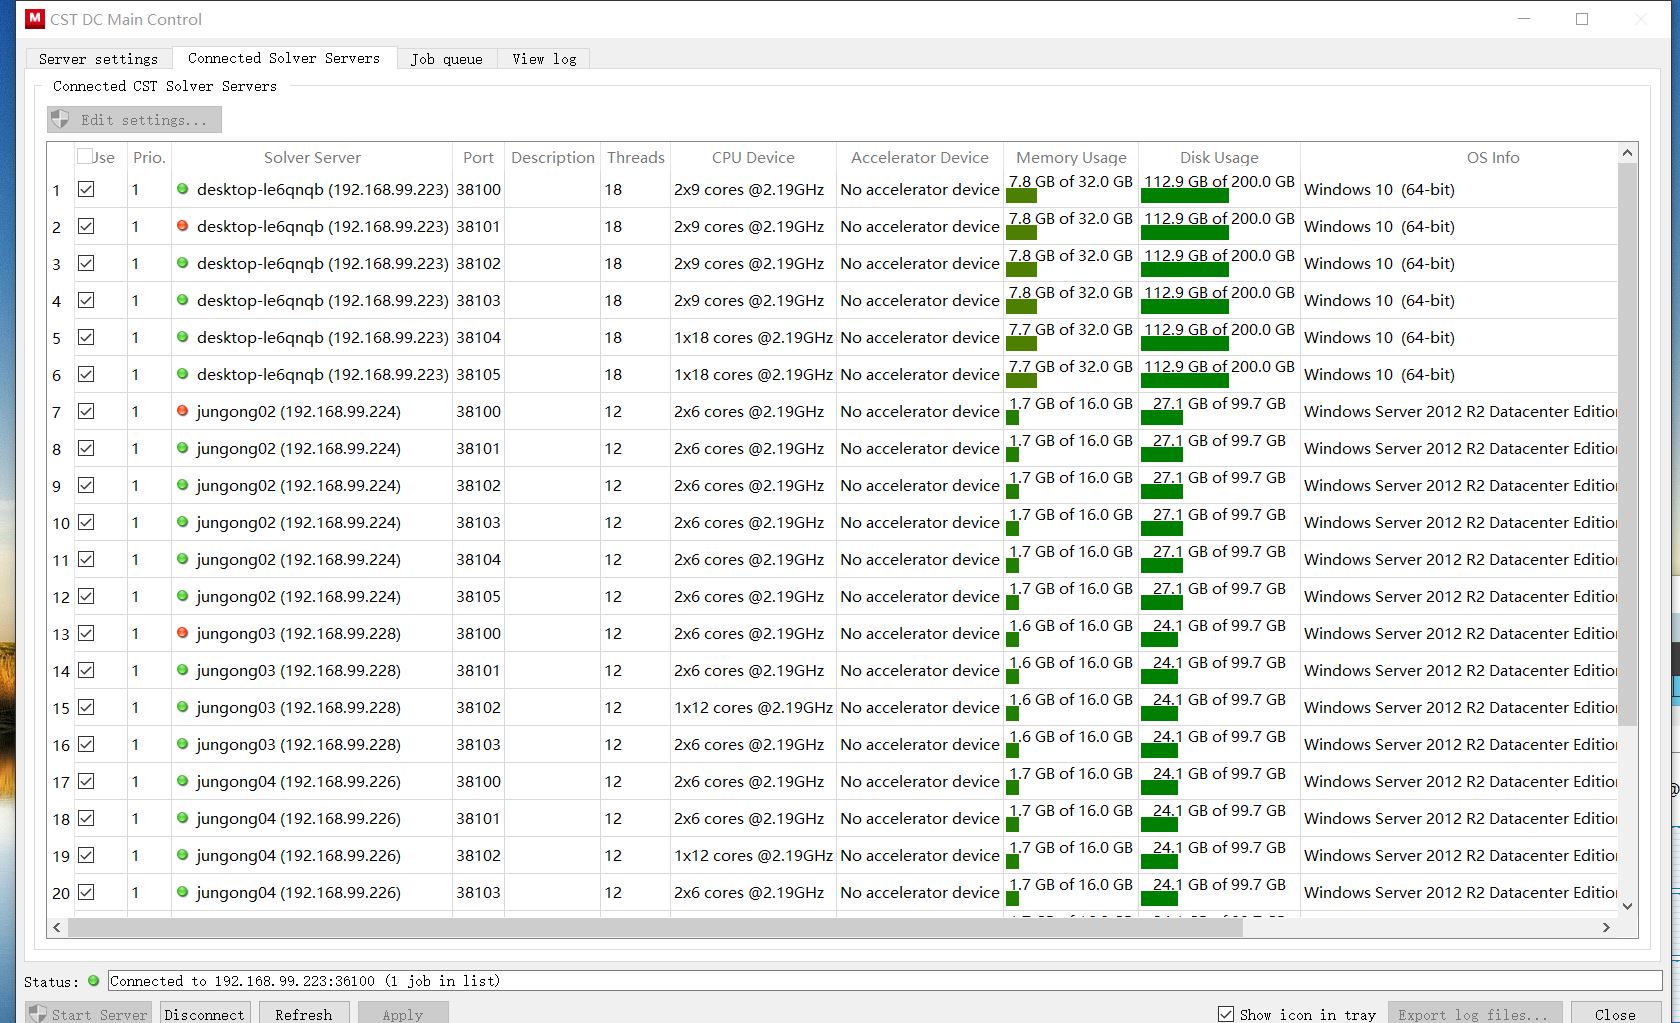 M CST DC Main Control
Server settings Connected Solver Servers Job queue View log
Connected CST Solver Servers
Edit settings...
Use Prio. Solver Server Port Description Threads CPU Device Accelerator Device Memory Usage Disk Usage OS Info
1 1 desktop-le6qnqb (192.168.99.223) 38100 18 2x9 cores @2.19GHz No accelerator device 7.8 GB of 32.0 GB 112.9 GB of 200.0 GB Windows 10 (64-bit)
2 1 desktop-le6qnqb (192.168.99.223) 38101 18 2x9 cores @2.19GHz No accelerator device 7.8 GB of 32.0 GB 112.9 GB of 200.0 GB Windows 10 (64-bit)
3 1 desktop-le6qnqb (192.168.99.223) 38102 18 2x9 cores @2.19GHz No accelerator device 7.8 GB of 32.0 GB 112.9 GB of 200.0 GB Windows 10 (64-bit)
4 1 desktop-le6qnqb (192.168.99.223) 38103 18 2x9 cores @2.19GHz No accelerator device 7.8 GB of 32.0 GB 112.9 GB of 200.0 GB Windows 10 (64-bit)
5 1 desktop-le6qnqb (192.168.99.223) 38104 18 1x18 cores @2.19GHz No accelerator device 7.7 GB of 32.0 GB 112.9 GB of 200.0 GB Windows 10 (64-bit)
6 1 desktop-le6qnqb (192.168.99.223) 38105 18 1x18 cores @2.19GHz No accelerator device 7.7 GB of 32.0 GB 112.9 GB of 200.0 GB Windows 10 (64-bit)
7 1 jungong02 (192.168.99.224) 38100 12 2x6 cores @2.19GHz No accelerator device 1.7 GB of 16.0 GB 27.1 GB of 99.7 GB Windows Server 2012 R2 Datacenter Edition
8 1 jungong02 (192.168.99.224) 38101 12 2x6 cores @2.19GHz No accelerator device 1.7 GB of 16.0 GB 27.1 GB of 99.7 GB Windows Server 2012 R2 Datacenter Edition
9 1 jungong02 (192.168.99.224) 38102 12 2x6 cores @2.19GHz No accelerator device 1.7 GB of 16.0 GB 27.1 GB of 99.7 GB Windows Server 2012 R2 Datacenter Edition
10 1 jungong02 (192.168.99.224) 38103 12 2x6 cores @2.19GHz No accelerator device 1.7 GB of 16.0 GB 27.1 GB of 99.7 GB Windows Server 2012 R2 Datacenter Edition
11 1 jungong02 (192.168.99.224) 38104 12 2x6 cores @2.19GHz No accelerator device 1.7 GB of 16.0 GB 27.1 GB of 99.7 GB Windows Server 2012 R2 Datacenter Edition
12 1 jungong02 (192.168.99.224) 38105 12 2x6 cores @2.19GHz No accelerator device 1.7 GB of 16.0 GB 27.1 GB of 99.7 GB Windows Server 2012 R2 Datacenter Edition
13 1 jungong03 (192.168.99.228) 38100 12 2x6 cores @2.19GHz No accelerator device 1.6 GB of 16.0 GB 24.1 GB of 99.7 GB Windows Server 2012 R2 Datacenter Edition
14 1 jungong03 (192.168.99.228) 38101 12 2x6 cores @2.19GHz No accelerator device 1.6 GB of 16.0 GB 24.1 GB of 99.7 GB Windows Server 2012 R2 Datacenter Edition
15 1 jungong03 (192.168.99.228) 38102 12 1x12 cores @2.19GHz No accelerator device 1.6 GB of 16.0 GB 24.1 GB of 99.7 GB Windows Server 2012 R2 Datacenter Edition
16 1 jungong03 (192.168.99.228) 38103 12 2x6 cores @2.19GHz No accelerator device 1.6 GB of 16.0 GB 24.1 GB of 99.7 GB Windows Server 2012 R2 Datacenter Edition
17 1 jungong04 (192.168.99.226) 38100 12 2x6 cores @2.19GHz No accelerator device 1.7 GB of 16.0 GB 24.1 GB of 99.7 GB Windows Server 2012 R2 Datacenter Edition
18 1 jungong04 (192.168.99.226) 38101 12 2x6 cores @2.19GHz No accelerator device 1.7 GB of 16.0 GB 24.1 GB of 99.7 GB Windows Server 2012 R2 Datacenter Edition
19 1 jungong04 (192.168.99.226) 38102 12 1x12 cores @2.19GHz No accelerator device 1.7 GB of 16.0 GB 24.1 GB of 99.7 GB Windows Server 2012 R2 Datacenter Edition
20 1 jungong04 (192.168.99.226) 38103 12 2x6 cores @2.19GHz No accelerator device 1.7 GB of 16.0 GB 24.1 GB of 99.7 GB Windows Server 2012 R2 Datacenter Edition
Status: Connected to 192.168.99.223:36100 (1 job in list)
Start Server Disconnect Refresh Apply Show icon in tray Export log files... Close